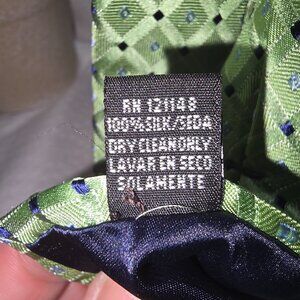 RN 121148
100% SILK/SEDA
DRY CLEAN ONLY
LAVAR EN SECO
SOLAMENTE